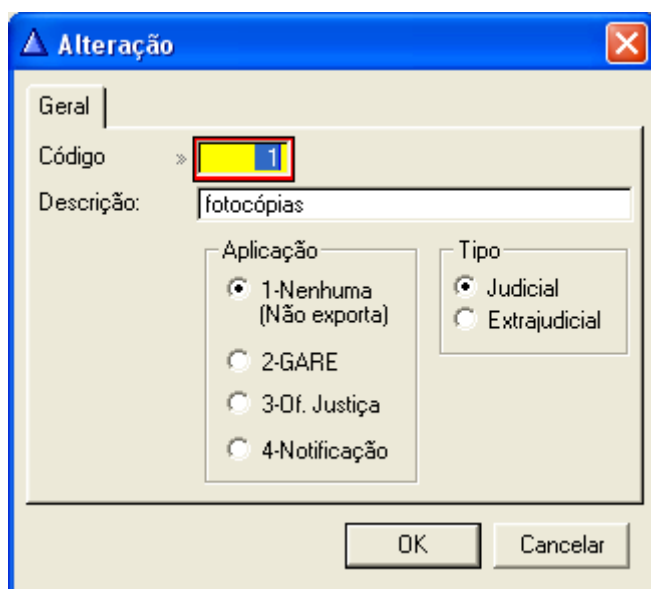 Alteração
Geral
Código » 1
Descrição: fotocópias
Aplicação
1-Nenhuma
(Não exporta)
2-GARE
3-Of. Justiça
4-Notificação
Tipo
Judicial
Extrajudicial
OK Cancelar